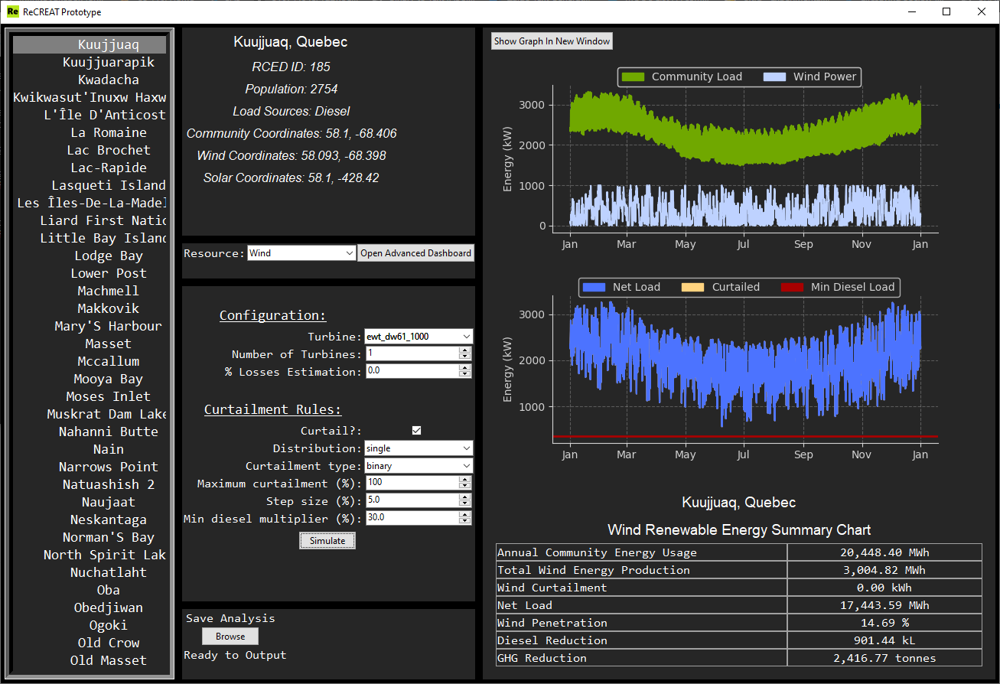 Re ReCREAT Prototype
Kuujjuaq
Kuujjuarapik
Kwadacha
Kwikwasut'Inuxw Haxw
L'Île D'Anticost
La Romaine
Lac Brochet
Lac-Rapide
Lasqueti Island
Les Îles-De-La-Madel
Liard First Natio
Little Bay Island
Lodge Bay
Lower Post
Machmell
Makkovik
Mary'S Harbour
Masset
Mccallum
Mooya Bay
Moses Inlet
Muskrat Dam Lake
Nahanni Butte
Nain
Narrows Point
Natuashish 2
Naujaat
Neskantaga
Norman'S Bay
North Spirit Lak
Nuchatlaht
Oba
Obedjiwan
Ogoki
Old Crow
Old Masset
Kuujjuaq, Quebec
RCED ID: 185
Population: 2754
Load Sources: Diesel
Community Coordinates: 58.1, -68.406
Wind Coordinates: 58.093, -68.398
Solar Coordinates: 58.1, -428.42
Resource: Wind Open Advanced Dashboard
Configuration:
Turbine: ewt_dw61_1000
Number of Turbines: 1
% Losses Estimation: 0.0
Curtailment Rules:
Curtail?:
Distribution: single
Curtailment type: binary
Maximum curtailment (%): 100
Step size (%): 5.0
Min diesel multiplier (%): 30.0
Simulate
Save Analysis
Browse
Ready to Output
Show Graph In New Window
Community Load Wind Power
Energy (kW)
3000
2000
1000
0
Jan Mar May Jul Sep Nov Jan
Net Load Curtailed Min Diesel Load
Energy (kW)
3000
2000
1000
Jan Mar May Jul Sep Nov Jan
Kuujjuaq, Quebec
Wind Renewable Energy Summary Chart
Annual Community Energy Usage 20,448.40 MWh
Total Wind Energy Production 3,004.82 MWh
Wind Curtailment 0.00 kWh
Net Load 17,443.59 MWh
Wind Penetration 14.69 %
Diesel Reduction 901.44 kL
GHG Reduction 2,416.77 tonnes